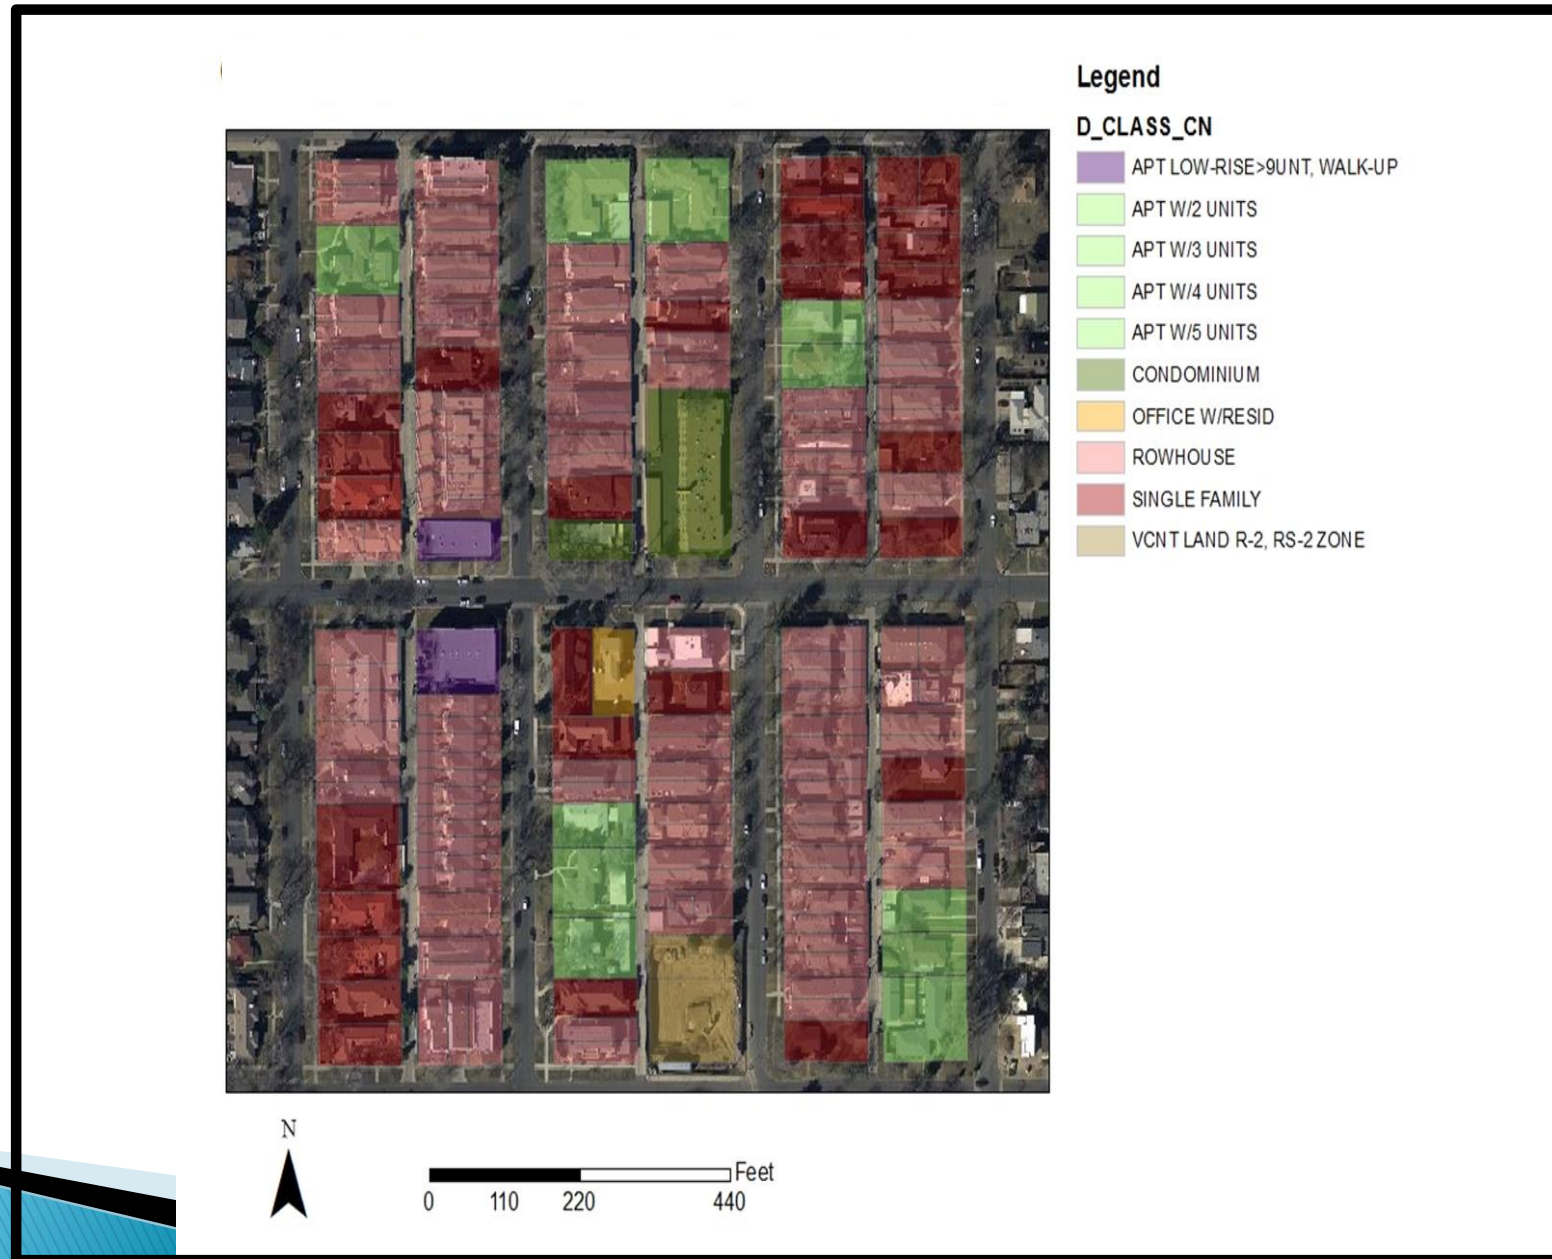 Legend
D_CLASS_CN
APT LOW-RISE>9UNT, WALK-UP
APT W/2 UNITS
APT W/3 UNITS
APT W/4 UNITS
APT W/5 UNITS
CONDOMINIUM
OFFICE W/RESID
ROWHOUSE
SINGLE FAMILY
VCNT LAND R-2, RS-2 ZONE
N
Feet
0 110 220 440